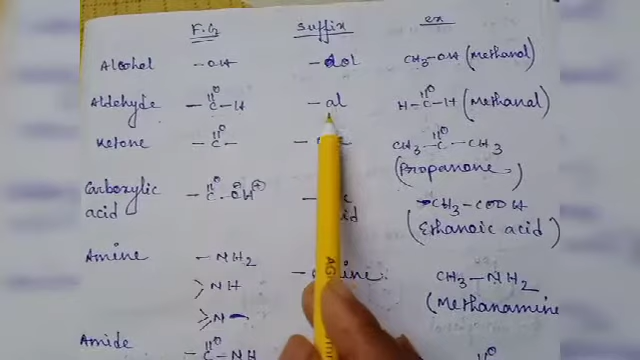 F.G suffix ex
Alcohol -OH -ol CH3-OH (Methanol)
Aldehyde -C-H -al H-C-H (Methanal)
O O
Ketone -C- CH3-C-CH3
O O
(Propanone)
Carboxylic -C-OH CH3-COOH
O
acid (Ethanoic acid)
Amine -NH2 CH3-NH2
NH (Methanamine
N-
Amide -C-NH
O O
AG